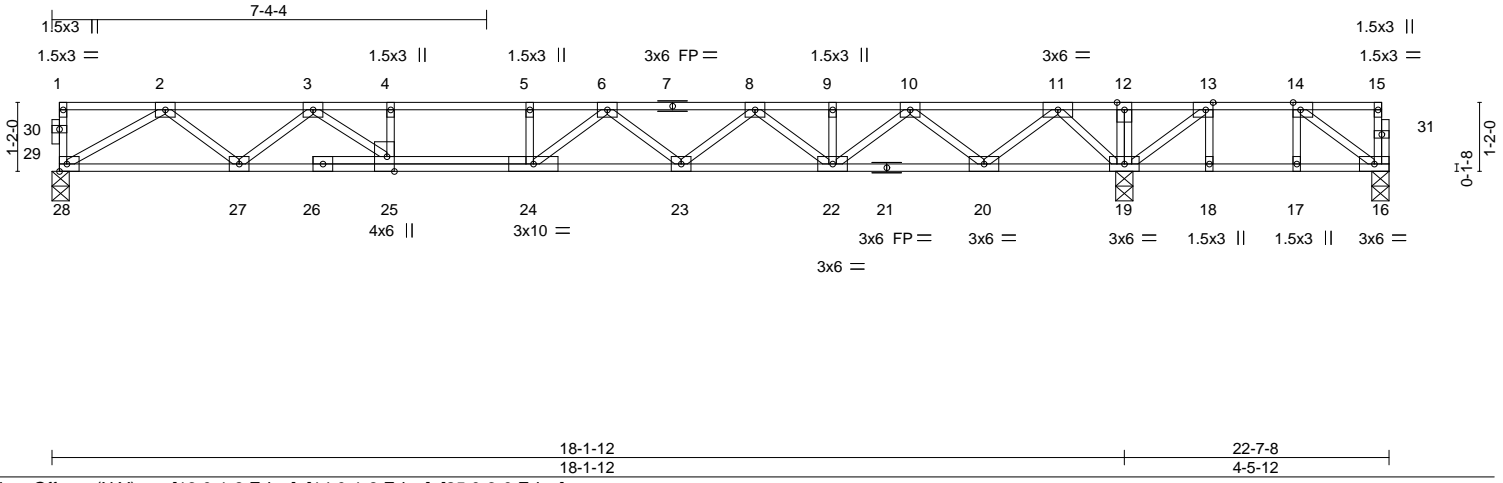 7-4-4
1.5x3 ||
1.5x3 ||
1.5x3 =
1.5x3 ||
1.5x3 ||
3x6 FP =
1.5x3 ||
3x6 =
1.5x3 =
1 2 3 4 5 6 7 8 9 10 11 12 13 14 15
1-2-0
30
29
31
0-1-8
1-2-0
28 27 26 25 24 23 22 21 20 19 18 17 16
4x6 ||
3x10 =
3x6 FP =
3x6 =
3x6 =
1.5x3 ||
1.5x3 ||
3x6 =
3x6 =
18-1-12
22-7-8
18-1-12
4-5-12